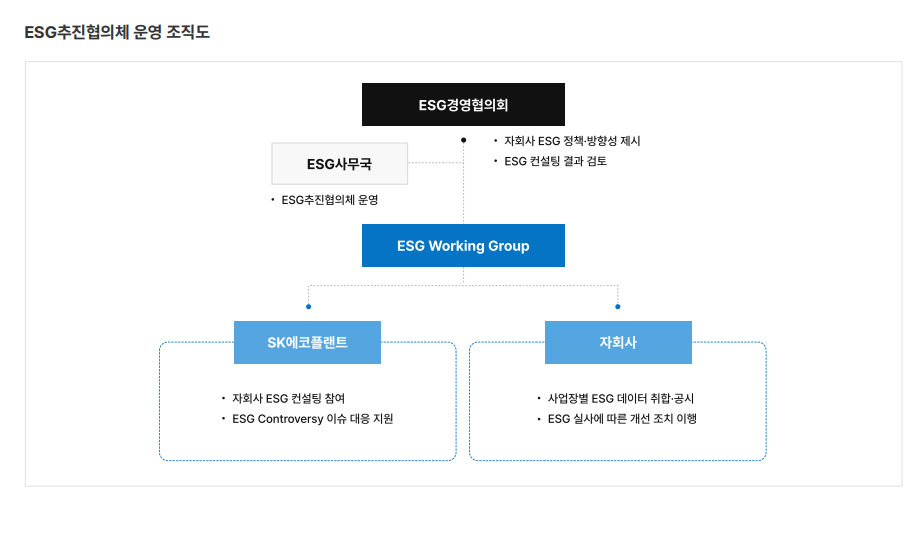 ESG추진협의체 운영 조직도
ESG경영협의회
• 자회사 ESG 정책·방향성 제시
• ESG 컨설팅 결과 검토
ESG사무국
• ESG추진협의체 운영
ESG Working Group
SK에코플랜트
• 자회사 ESG 컨설팅 참여
• ESG Controversy 이슈 대응 지원
자회사
• 사업장별 ESG 데이터 취합·공시
• ESG 실사에 따른 개선 조치 이행